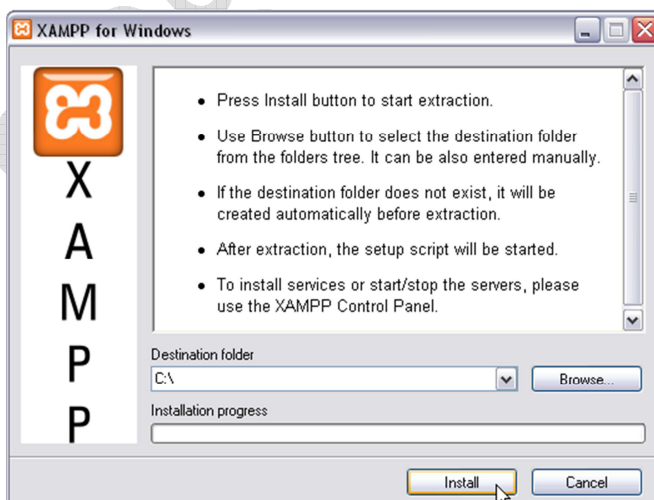 XAMPP for Windows
X
A
M
P
P
• Press Install button to start extraction.
• Use Browse button to select the destination folder
from the folders tree. It can be also entered manually.
• If the destination folder does not exist, it will be
created automatically before extraction.
• After extraction, the setup script will be started.
• To install services or start/stop the servers, please
use the XAMPP Control Panel.
Destination folder
C:\
Browse...
Installation progress
Install
Cancel